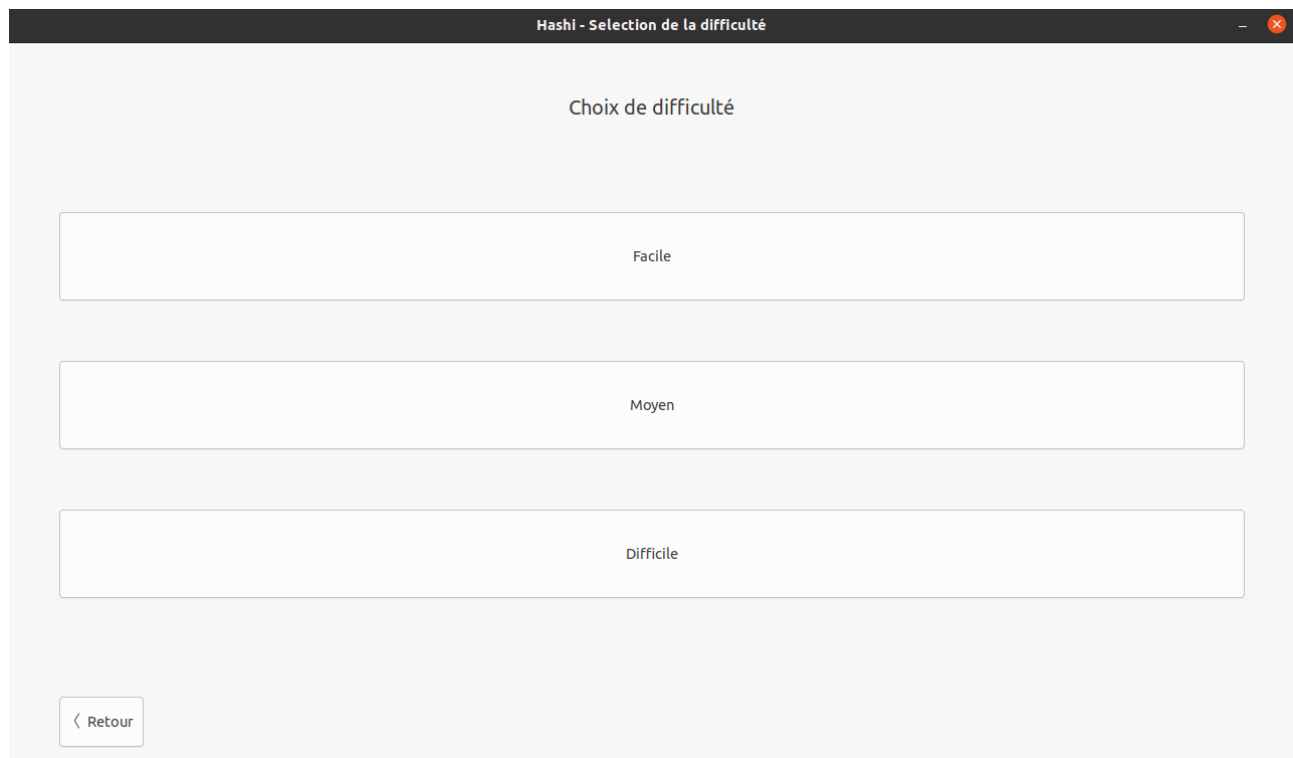 Hashi - Selection de la difficulté
Choix de difficulté
Facile
Moyen
Difficile
Retour